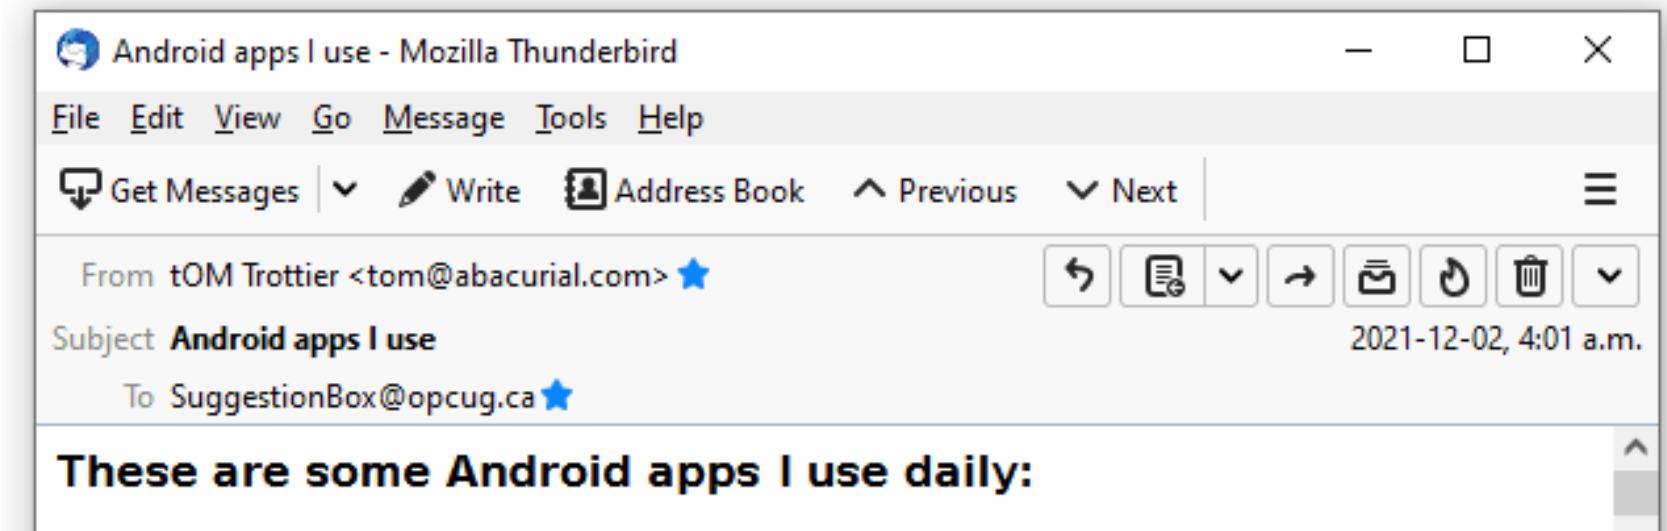 Android apps I use - Mozilla Thunderbird
File Edit View Go Message Tools Help
Get Messages Write Address Book Previous Next
From tOM Trottier <tom@abacurial.com>
Subject Android apps I use 2021-12-02, 4:01 a.m.
To SuggestionBox@opcug.ca
These are some Android apps I use daily: